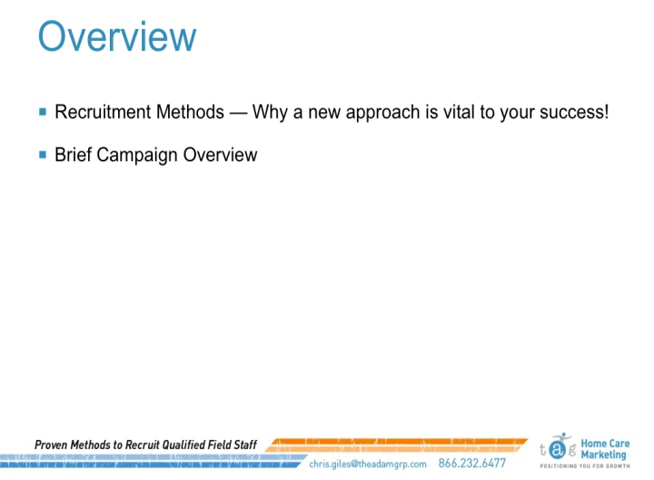 Overview
Recruitment Methods — Why a new approach is vital to your success!
Brief Campaign Overview
Proven Methods to Recruit Qualified Field Staff
chris.giles@theadamgrp.com 866.232.6477
tag Home Care
Marketing
POSITIONING YOU FOR GROWTH